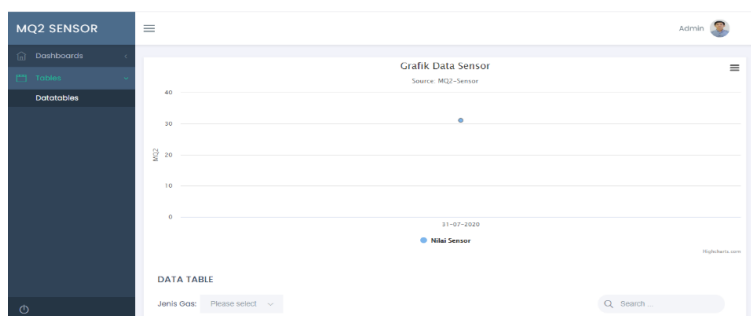 MQ2 SENSOR
Admin
Dashboards
Tables
Datatables
Grafik Data Sensor
Source: MQ2-Sensor
40
30
20
10
0
MQ2
31-07-2020
Nilai Sensor
Highcharts.com
DATA TABLE
Jenis Gas: Please select
Search...